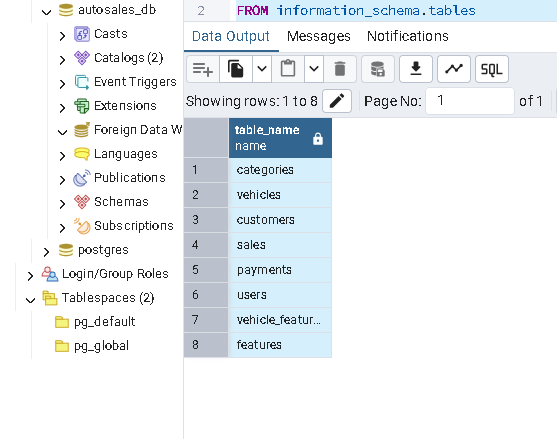 autosales_db
Casts
Catalogs (2)
Event Triggers
Extensions
Foreign Data W
Languages
Publications
Schemas
Subscriptions
postgres
Login/Group Roles
Tablespaces (2)
pg_default
pg_global
2 FROM information_schema.tables
Data Output Messages Notifications
SQL
Showing rows: 1 to 8 Page No: 1 of 1
table_name
name
1 categories
2 vehicles
3 customers
4 sales
5 payments
6 users
7 vehicle_featur...
8 features